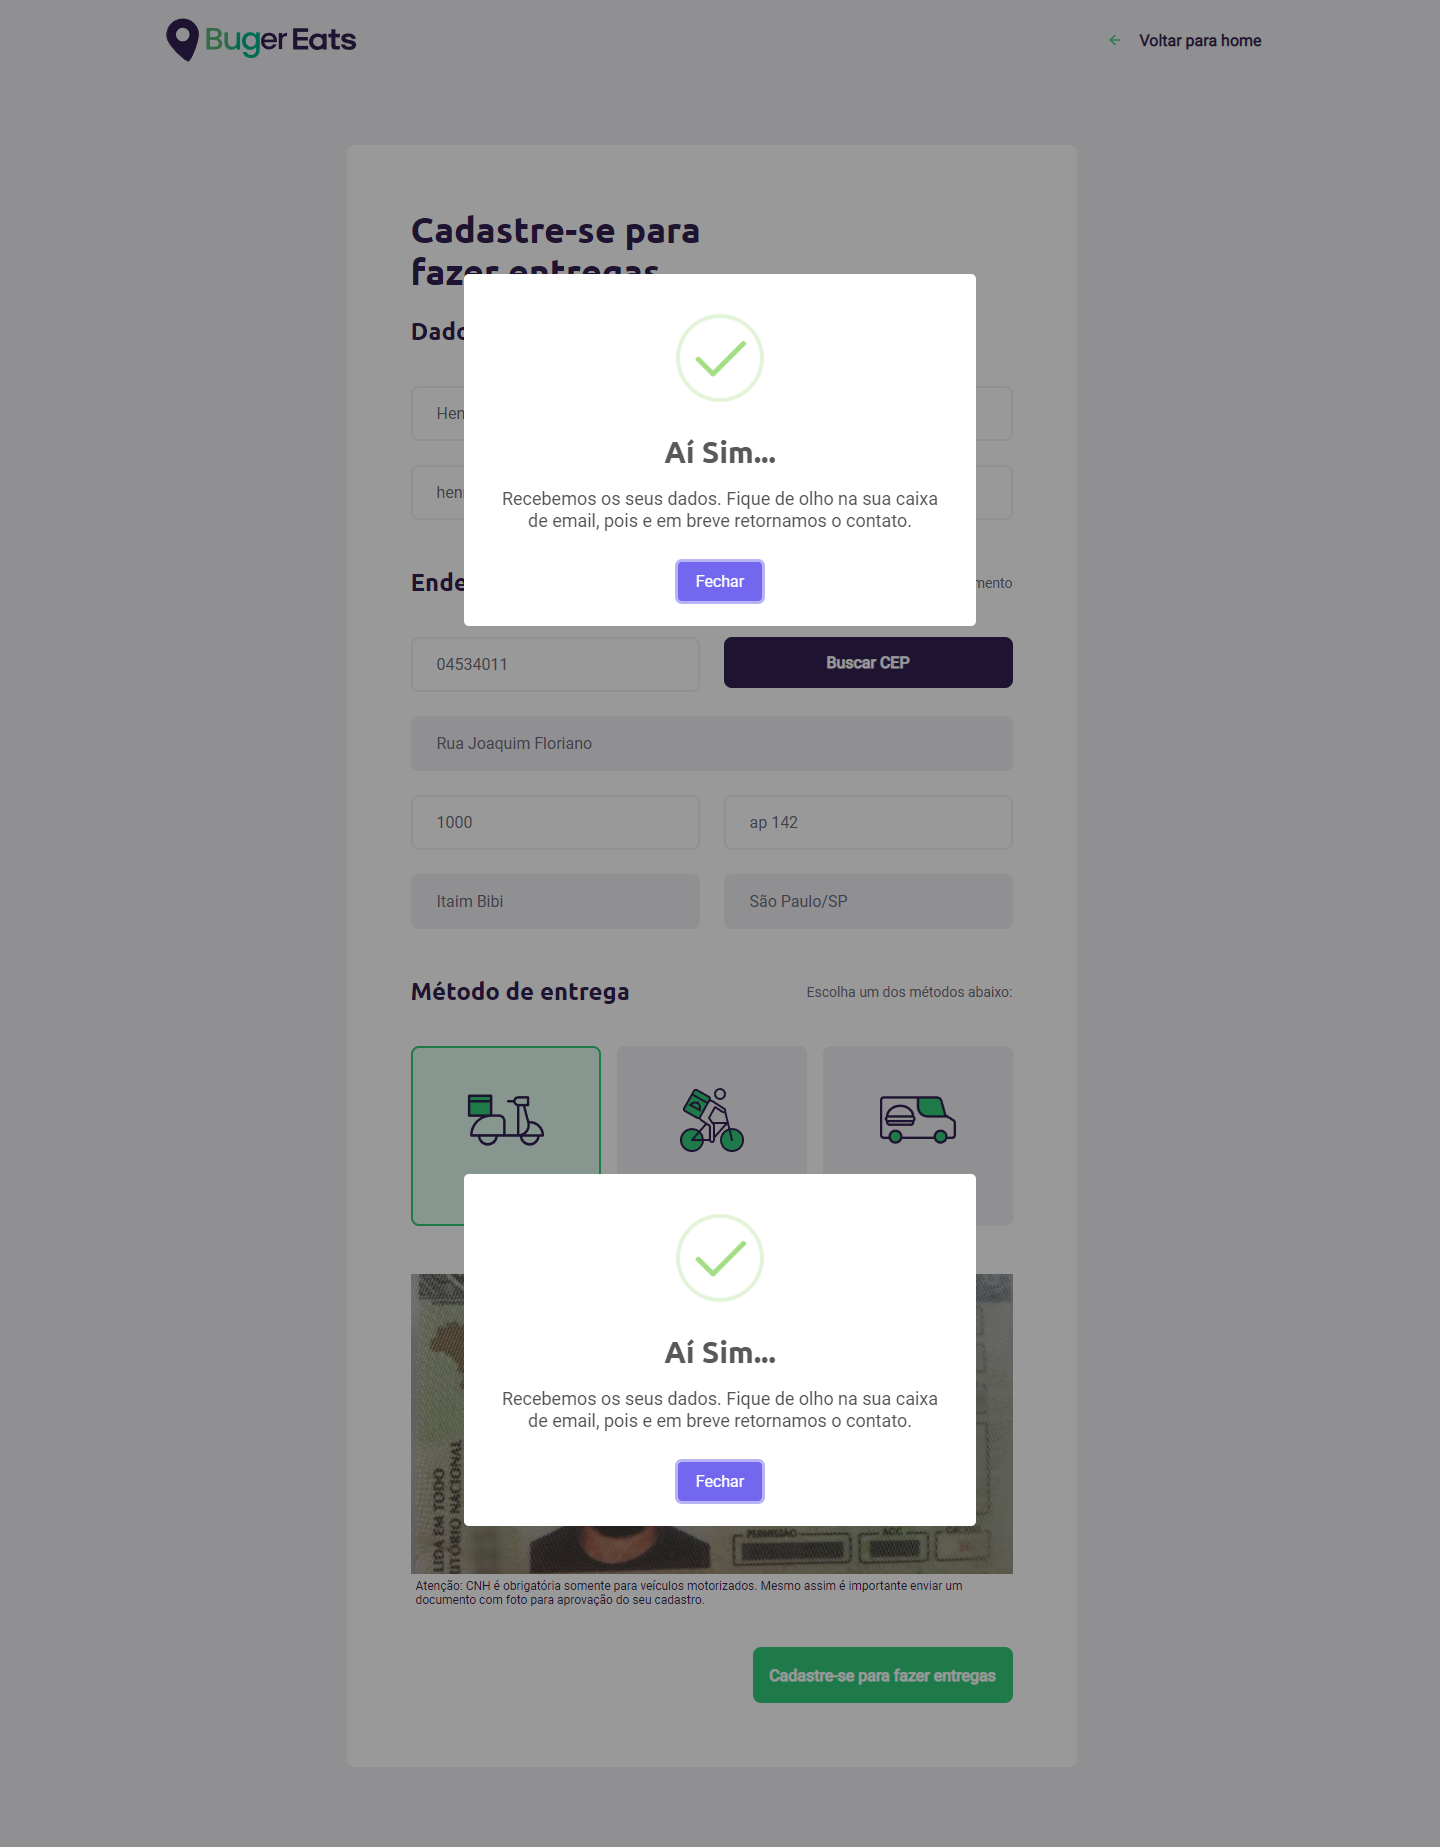 Buger Eats
Voltar para home
Cadastre-se para
fazer entregas
Aí Sim...
Recebemos os seus dados. Fique de olho na sua caixa
de email, pois e em breve retornamos o contato.
Fechar
04534011
Buscar CEP
Rua Joaquim Floriano
1000
ap 142
Itaim Bibi
São Paulo/SP
Método de entrega
Escolha um dos métodos abaixo:
Aí Sim...
Recebemos os seus dados. Fique de olho na sua caixa
de email, pois e em breve retornamos o contato.
Fechar
PERMISSÃO
ACC
Atenção: CNH é obrigatória somente para veículos motorizados. Mesmo assim é importante enviar um
documento com foto para aprovação do seu cadastro.
Cadastre-se para fazer entregas